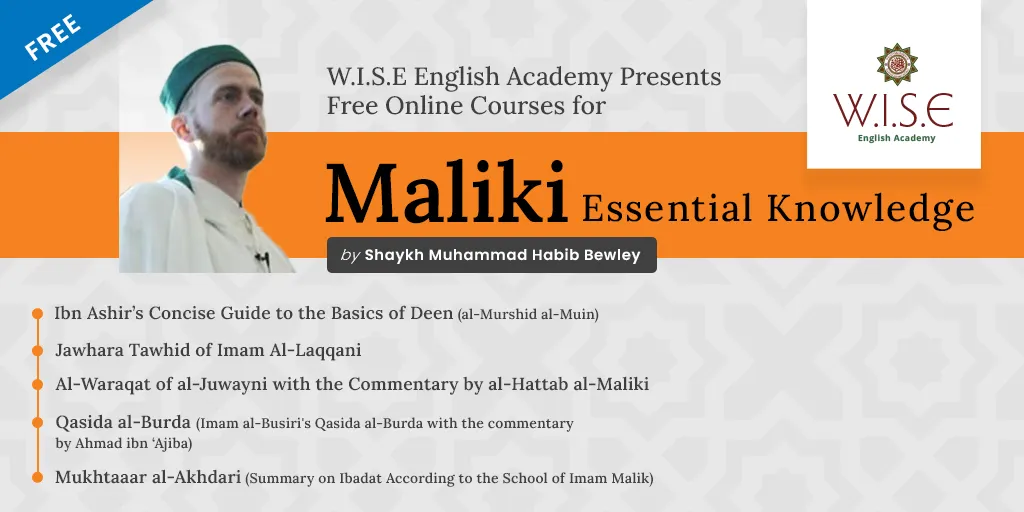 FREE
W.I.S.E English Academy Presents
Free Online Courses for
W.I.S.E
English Academy
Maliki Essential Knowledge
by Shaykh Muhammad Habib Bewley
Ibn Ashir’s Concise Guide to the Basics of Deen (al-Murshid al-Muin)
Jawhara Tawhid of Imam Al-Laqqani
Al-Waraqat of al-Juwayni with the Commentary by al-Hattab al-Maliki
Qasida al-Burda (Imam al-Busiri's Qasida al-Burda with the commentary
by Ahmad ibn ‘Ajiba)
Mukhtaaar al-Akhdari (Summary on Ibadat According to the School of Imam Malik)